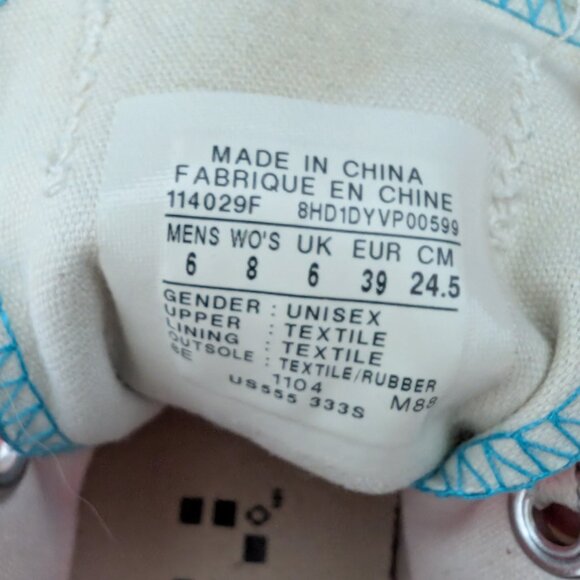 MADE IN CHINA
FABRIQUE EN CHINE
114029F 8HD1DYVP00599
MENS WO'S UK EUR CM
6 8 6 39 24.5
GENDER : UNISEX
UPPER : TEXTILE
LINING : TEXTILE
OUTSOLE : TEXTILE/RUBBER
SE 1104 M88
US555 333S